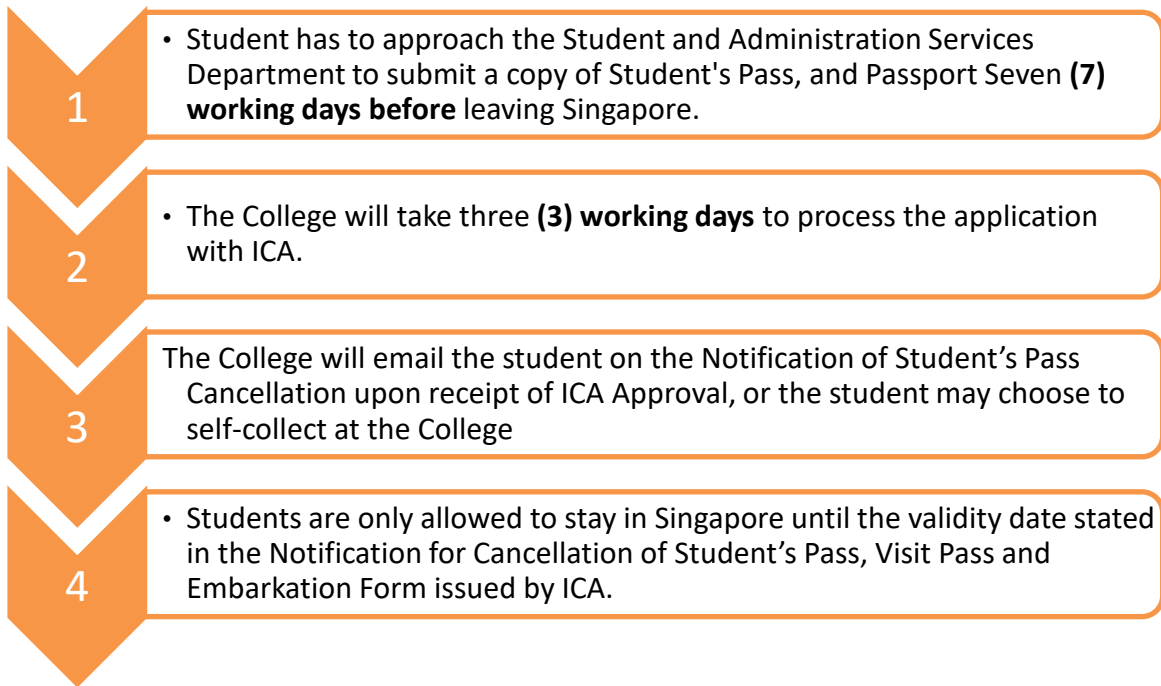 1
• Student has to approach the Student and Administration Services
Department to submit a copy of Student's Pass, and Passport Seven (7)
working days before leaving Singapore.
2
• The College will take three (3) working days to process the application
with ICA.
3
The College will email the student on the Notification of Student’s Pass
Cancellation upon receipt of ICA Approval, or the student may choose to
self-collect at the College
4
• Students are only allowed to stay in Singapore until the validity date stated
in the Notification for Cancellation of Student’s Pass, Visit Pass and
Embarkation Form issued by ICA.